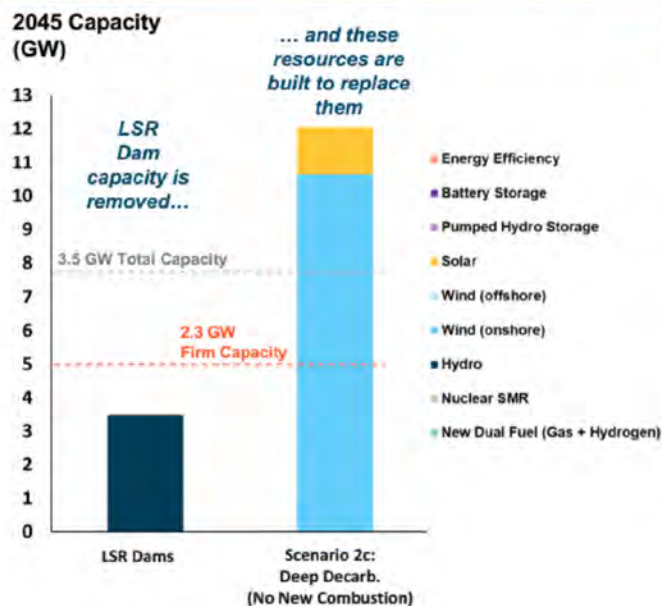 2045 Capacity
(GW)
… and these
resources are
built to replace
them
LSR
Dam
capacity is
removed…
13
12
11
10
9
8
7
6
5
4
3
2
1
0
3.5 GW Total Capacity
2.3 GW
Firm Capacity
LSR Dams
Scenario 2c:
Deep Decarb.
(No New Combustion)
Energy Efficiency
Battery Storage
Pumped Hydro Storage
Solar
Wind (offshore)
Wind (onshore)
Hydro
Nuclear SMR
New Dual Fuel (Gas + Hydrogen)